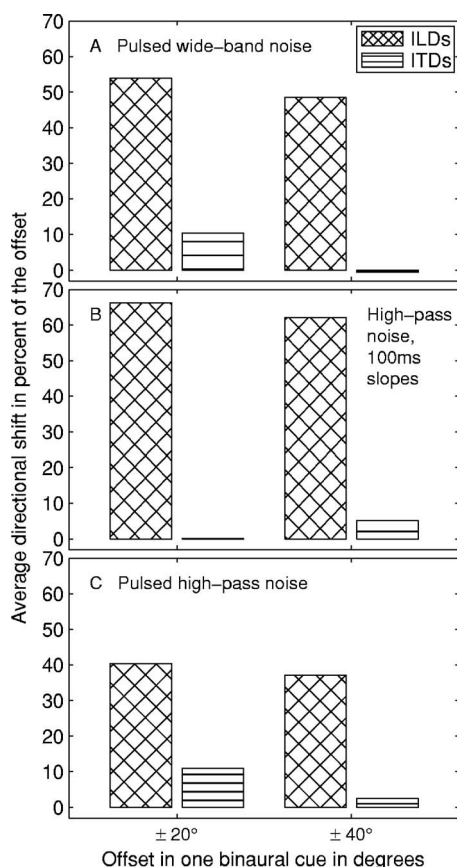 70
60
50
40
30
20
10
0
A Pulsed wide-band noise
ILDs
ITDs
Average directional shift in percent of the offset
70
60
50
40
30
20
10
0
B
High-pass
noise,
100ms
slopes
70
60
50
40
30
20
10
0
C Pulsed high-pass noise
± 20° ± 40°
Offset in one binaural cue in degrees